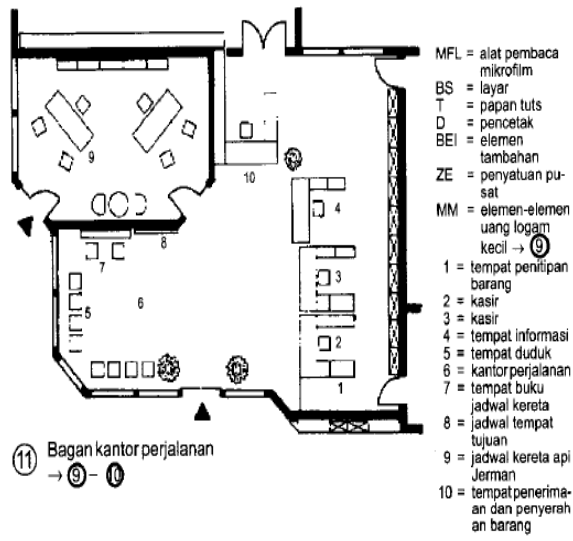 9
10
4
8
7
3
6
5
2
1
⑪ Bagan kantor perjalanan
→ ⑨ – ⑩
MFL = alat pembaca
mikrofilm
BS = layar
T = papan tuts
D = pencetak
BEI = elemen
tambahan
ZE = penyatuan pu-
sat
MM = elemen-elemen
uang logam
kecil → ⑨
1 = tempat penitipan
barang
2 = kasir
3 = kasir
4 = tempat informasi
5 = tempat duduk
6 = kantor perjalanan
7 = tempat buku
jadwal kereta
8 = jadwal tempat
tujuan
9 = jadwal kereta api
Jerman
10 = tempat penerima-
an dan penyerah
an barang